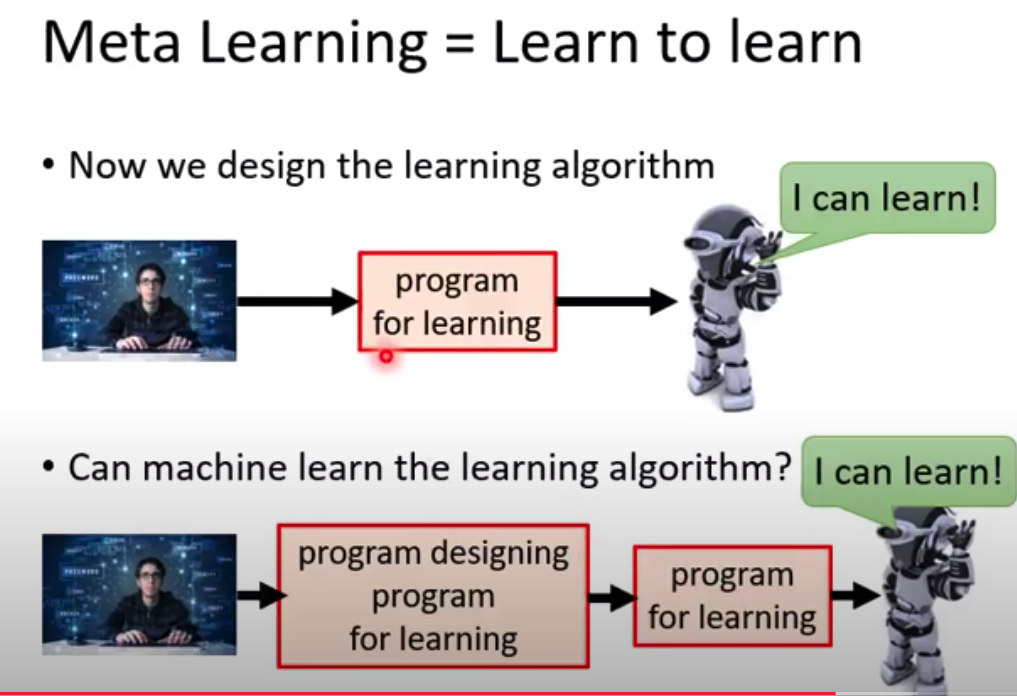 Meta Learning = Learn to learn
• Now we design the learning algorithm
I can learn!
program
for learning
• Can machine learn the learning algorithm?
I can learn!
program designing
program
for learning
program
for learning